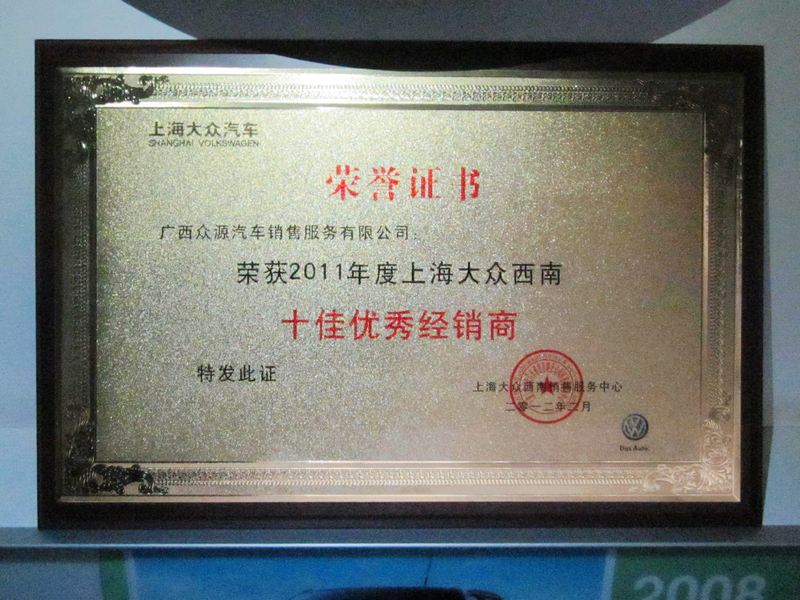 上海大众汽车
SHANGHAI VOLKSWAGEN
荣誉证书
广西众源汽车销售服务有限公司:
荣获2011年度上海大众西南
十佳优秀经销商
特发此证
上海大众西南销售服务中心
二零一二年二月
Das Auto.
2008